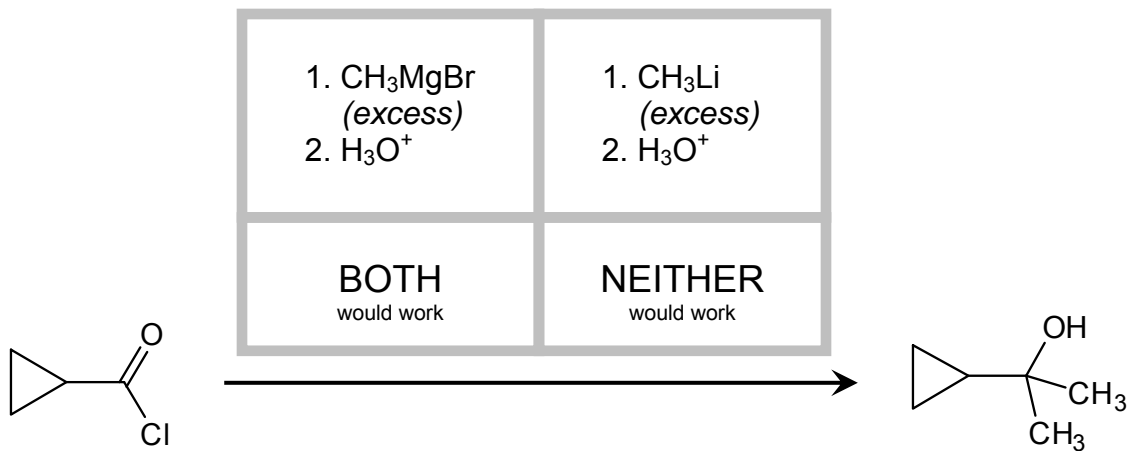 1. CH₃MgBr
(excess)
2. H₃O⁺
1. CH₃Li
(excess)
2. H₃O⁺
BOTH
would work
NEITHER
would work
O
Cl
OH
CH₃
CH₃